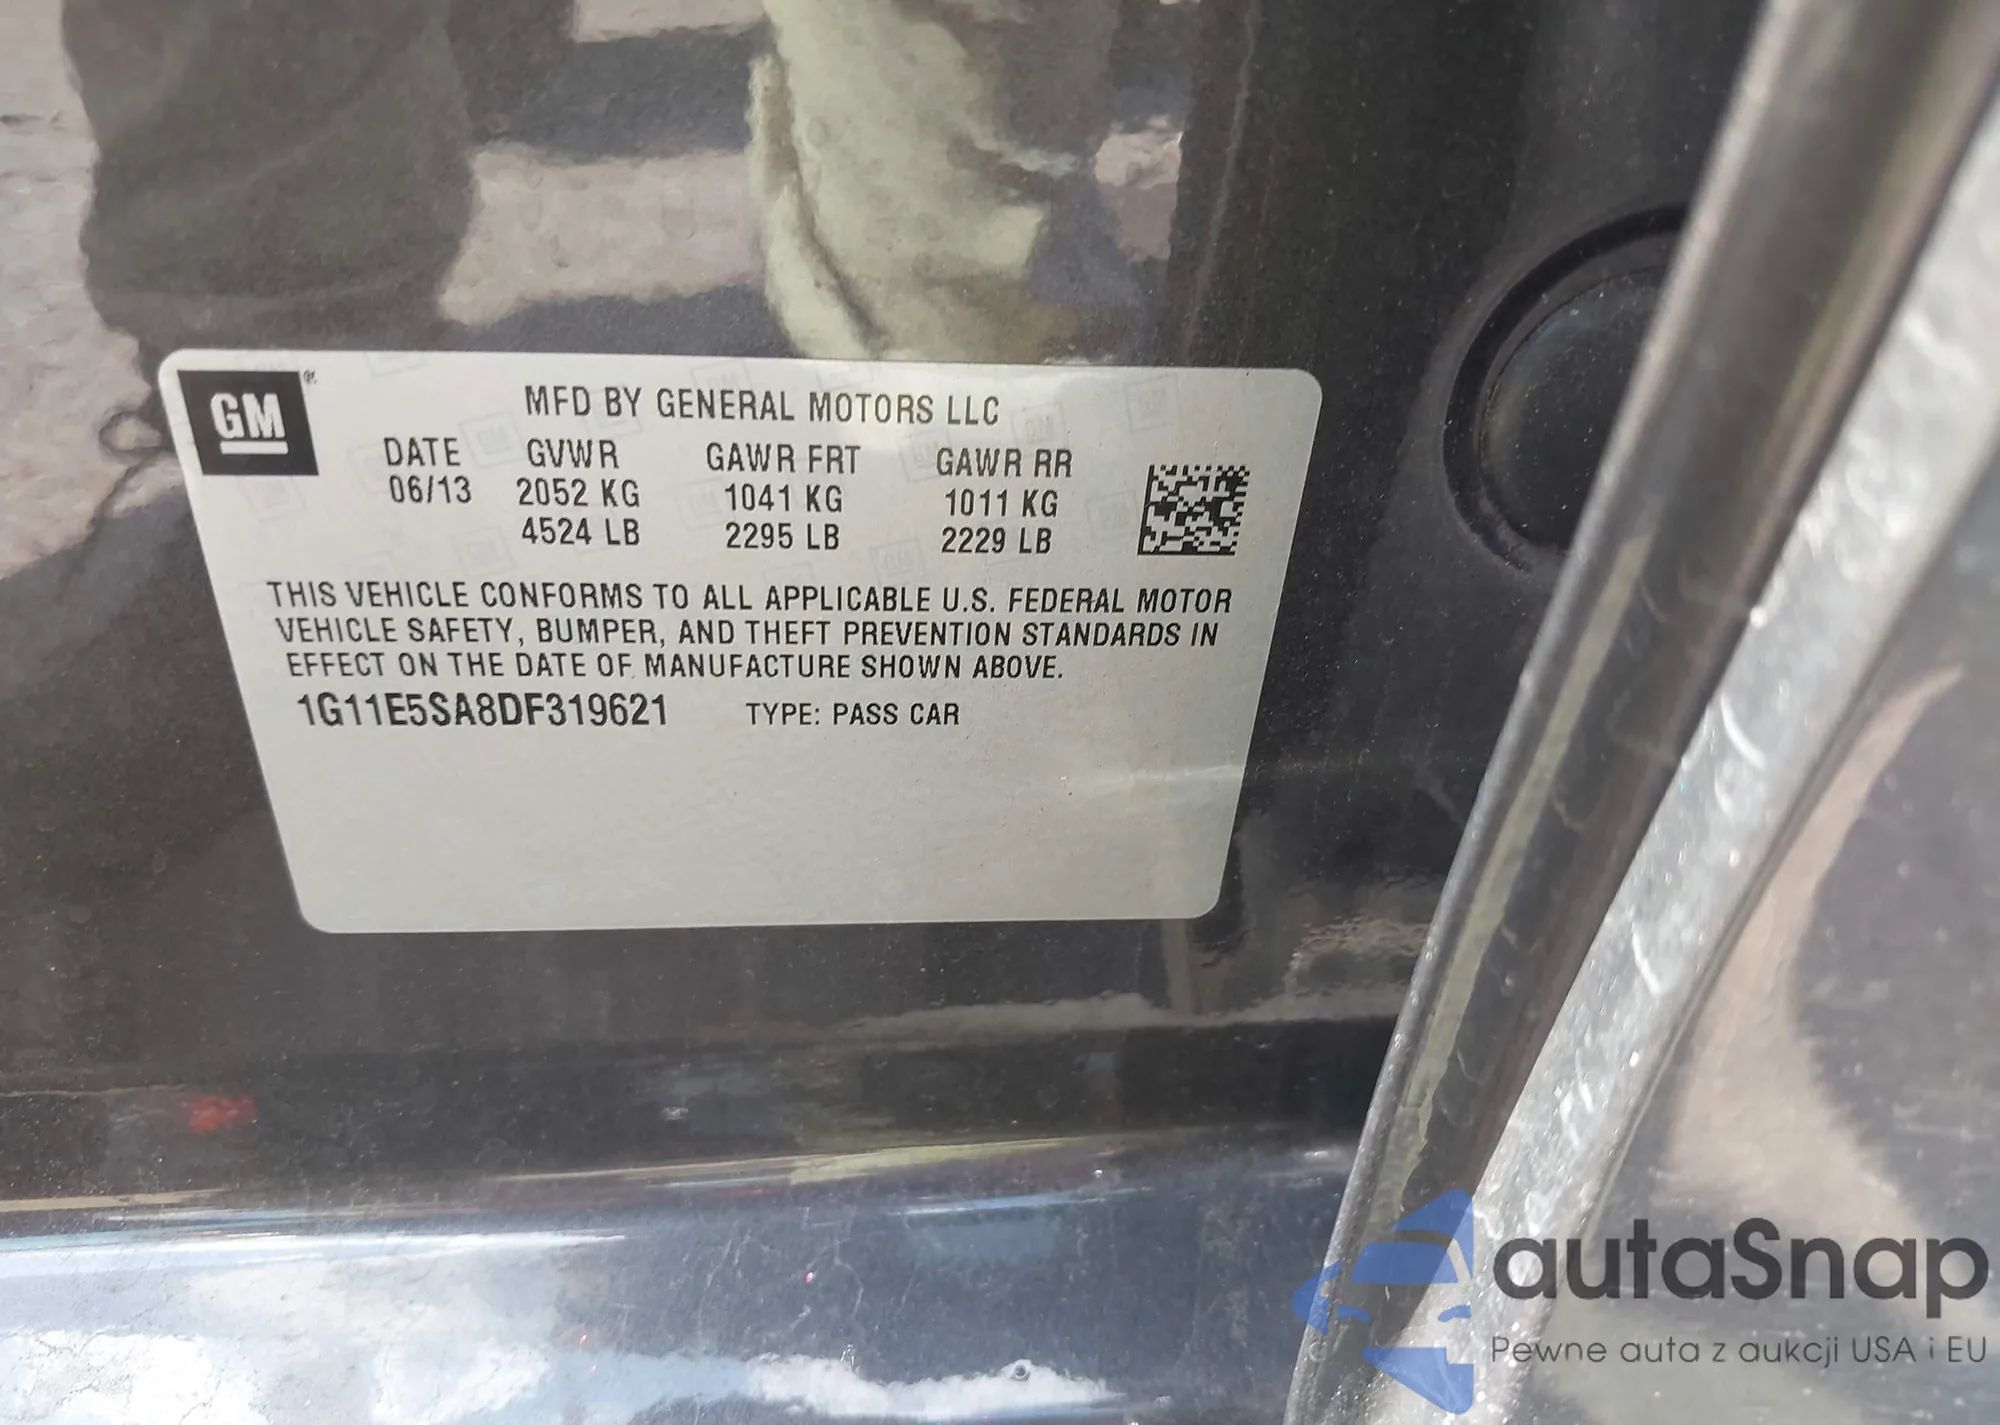 GM ®
MFD BY GENERAL MOTORS LLC
DATE GVWR GAWR FRT GAWR RR
06/13 2052 KG 1041 KG 1011 KG
4524 LB 2295 LB 2229 LB
THIS VEHICLE CONFORMS TO ALL APPLICABLE U.S. FEDERAL MOTOR
VEHICLE SAFETY, BUMPER, AND THEFT PREVENTION STANDARDS IN
EFFECT ON THE DATE OF MANUFACTURE SHOWN ABOVE.
1G11E5SA8DF319621 TYPE: PASS CAR
autaSnap
Pewne auta z aukcji USA i EU